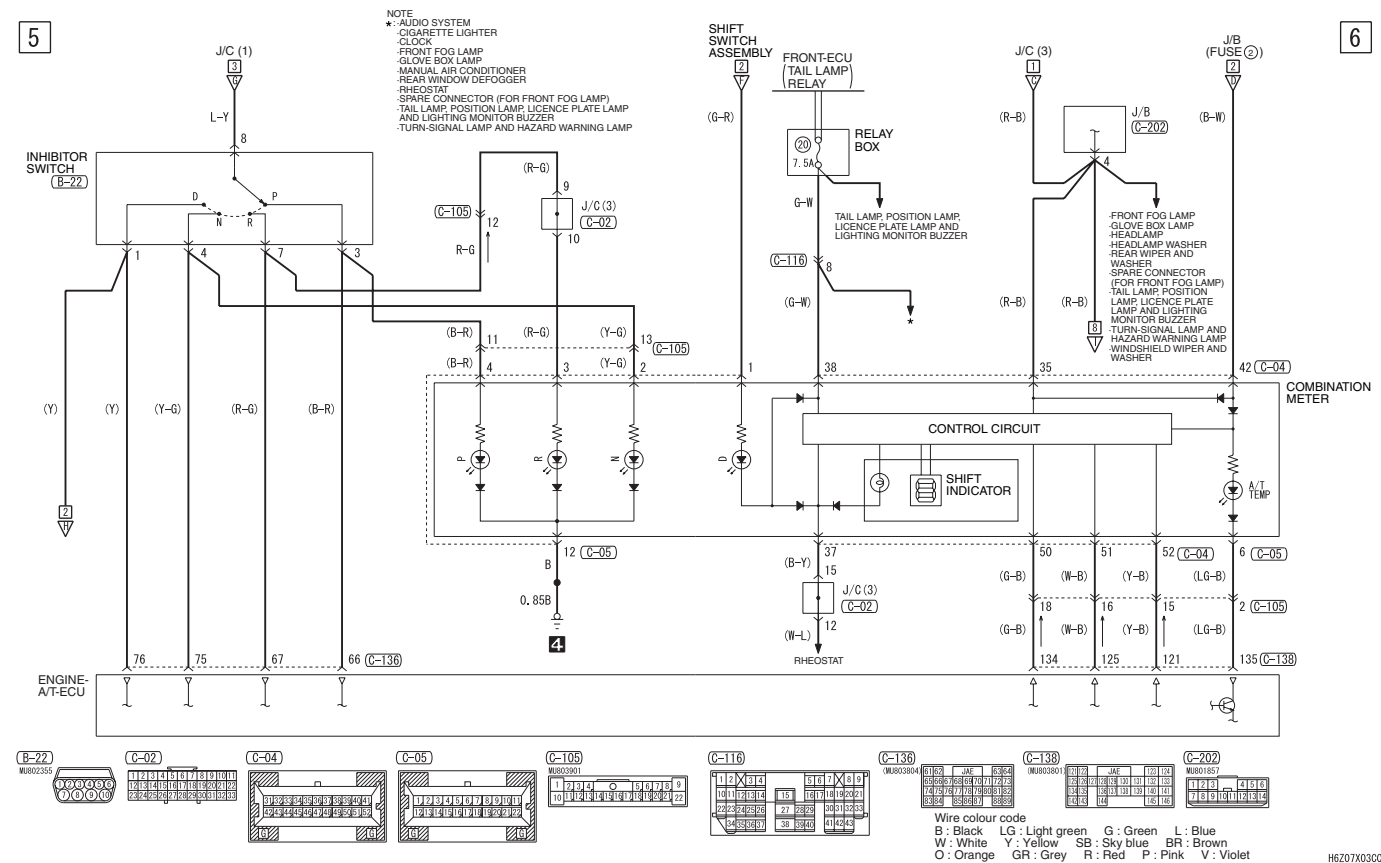 5
NOTE
*:·AUDIO SYSTEM
·CIGARETTE LIGHTER
·CLOCK
·FRONT FOG LAMP
·GLOVE BOX LAMP
·MANUAL AIR CONDITIONER
·REAR WINDOW DEFOGGER
·RHEOSTAT
·SPARE CONNECTOR (FOR FRONT FOG LAMP)
·TAIL LAMP, POSITION LAMP, LICENCE PLATE LAMP
AND LIGHTING MONITOR BUZZER
·TURN-SIGNAL LAMP AND HAZARD WARNING LAMP
6
J/C (1)
3
G
L-Y
8
INHIBITOR
SWITCH
B-22
D
N
R
P
1
4
7
3
C-105
12
R-G
(R-G)
9
J/C(3)
C-02
10
SHIFT
SWITCH
ASSEMBLY
2
F
(G-R)
FRONT-ECU
(TAIL LAMP)
RELAY
20
7.5A
RELAY
BOX
G-W
TAIL LAMP, POSITION LAMP,
LICENCE PLATE LAMP AND
LIGHTING MONITOR BUZZER
C-116
8
(G-W)
*
J/C (3)
1
C
(R-B)
J/B
C-202
4
J/B
(FUSE②)
2
D
(B-W)
·FRONT FOG LAMP
·GLOVE BOX LAMP
·HEADLAMP
·HEADLAMP WASHER
·REAR WIPER AND
WASHER
·SPARE CONNECTOR
(FOR FRONT FOG LAMP)
·TAIL LAMP, POSITION
LAMP, LICENCE PLATE
LAMP AND LIGHTING
MONITOR BUZZER
·TURN-SIGNAL LAMP AND
HAZARD WARNING LAMP
·WINDSHIELD WIPER AND
WASHER
(R-B)
(R-B)
8
I
(B-R)
11
(R-G)
(Y-G)
13
C-105
(B-R)
(Y-G)
4
3
2
1
38
35
42
C-04
COMBINATION
METER
(Y)
(Y)
(Y-G)
(R-G)
(B-R)
P
R
N
D
CONTROL CIRCUIT
SHIFT
INDICATOR
A/T
TEMP
2
H
12
C-05
B
0.85B
4
37
(B-Y)
15
J/C(3)
C-02
12
(W-L)
RHEOSTAT
50
51
52
C-04
6
C-05
(G-B)
(W-B)
(Y-B)
(LG-B)
18
16
15
2
C-105
(G-B)
(W-B)
(Y-B)
(LG-B)
76
75
67
66
C-136
134
125
121
135
C-138
ENGINE-
A/T-ECU
B-22
MU802355
C-02
C-04
C-05
C-105
MU803901
C-116
C-136
(MU803804)
JAE
C-138
(MU803801)
JAE
C-202
MU801857
Wire colour code
B : Black LG : Light green G : Green L : Blue
W : White Y : Yellow SB : Sky blue BR : Brown
O : Orange GR : Grey R : Red P : Pink V : Violet